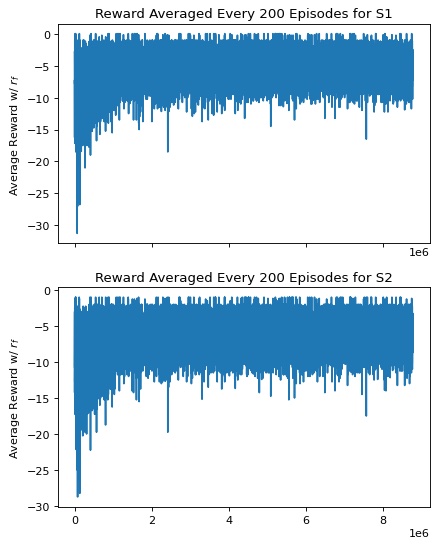 Reward Averaged Every 200 Episodes for S1
0
−5
−10
−15
−20
−25
−30
Average Reward w/ r_f
1e6
Reward Averaged Every 200 Episodes for S2
0
−5
−10
−15
−20
−25
−30
Average Reward w/ r_f
0 2 4 6 8
1e6